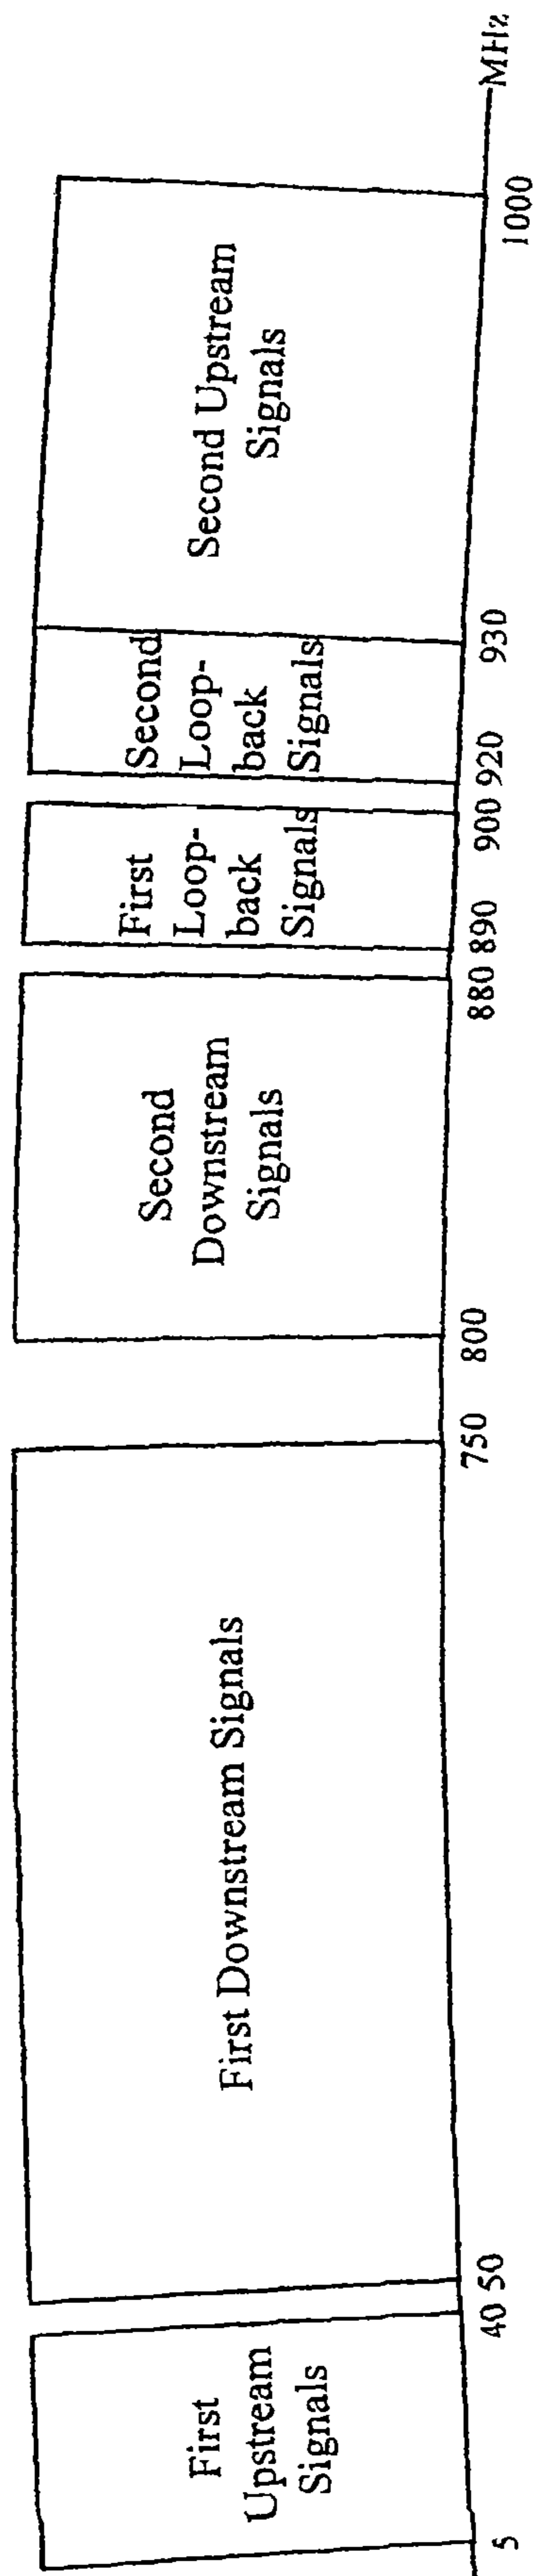 First
Upstream
Signals
First Downstream Signals
Second
Downstream
Signals
First
Loop-
back
Signals
Second
Loop-
back
Signals
Second Upstream
Signals
5
40 50
750
800
880 890
900 920
930
1000
MHz